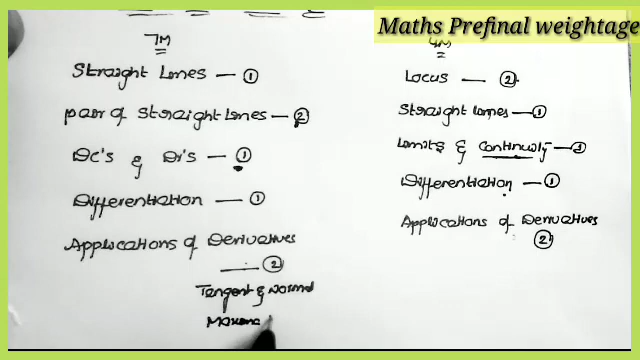 Maths Prefinal weightage
7M
Straight Lines — ①
pair of straight lines — ②
DC's & Dr's — ①
Differentiation — ①
Applications of Derivatives
— ②
Tangent & Normal
4M
Locus — ②
Straight lines — ①
Limits & Continuity — ①
Differentiation — ①
Applications of Derivatives
②